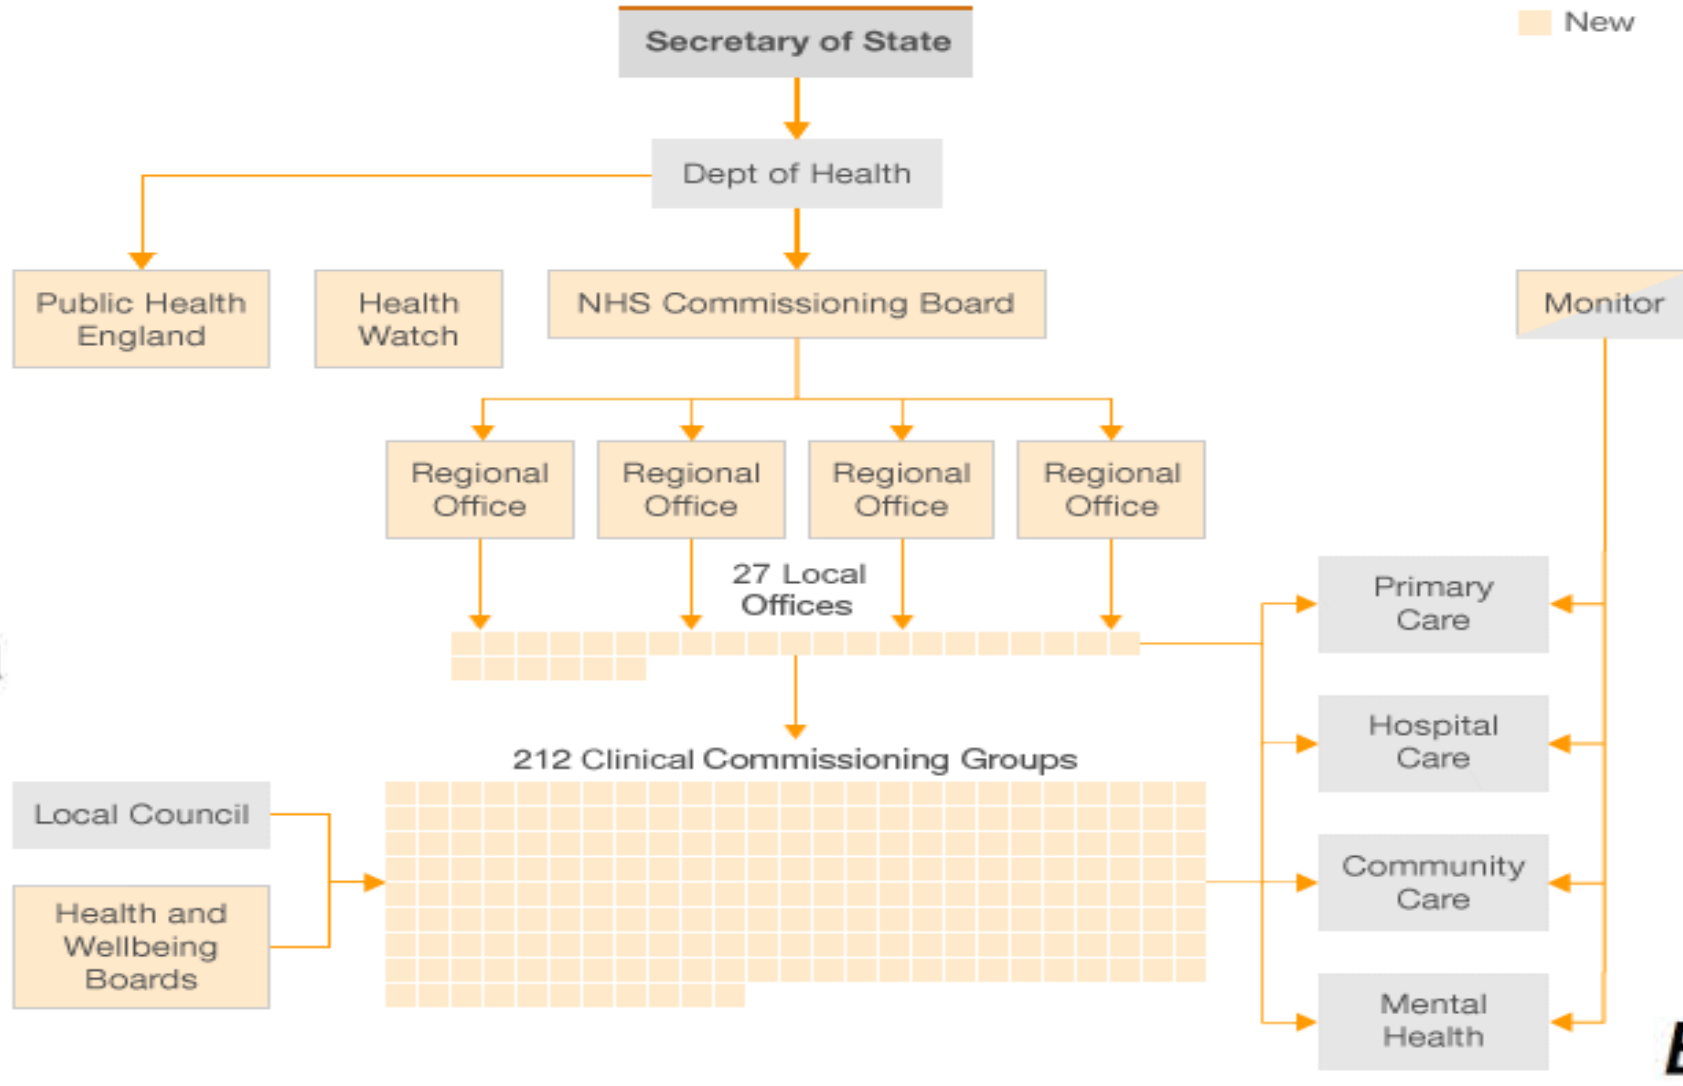 Secretary of State
New
Dept of Health
Public Health
England
Health
Watch
NHS Commissioning Board
Monitor
Regional
Office
Regional
Office
Regional
Office
Regional
Office
27 Local
Offices
Primary
Care
Hospital
Care
212 Clinical Commissioning Groups
Local Council
Community
Care
Health and
Wellbeing
Boards
Mental
Health